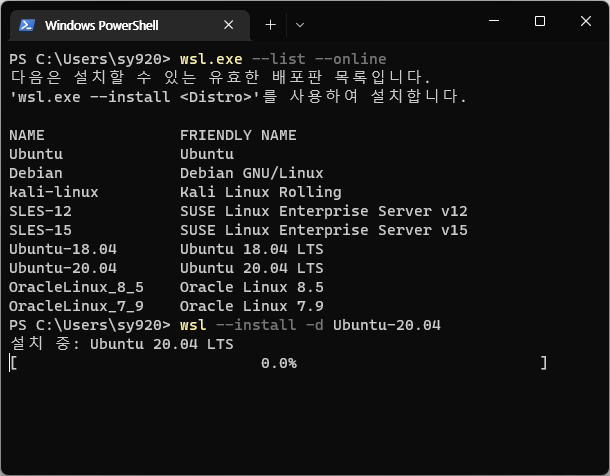 Windows PowerShell
PS C:\Users\sy920> wsl.exe --list --online
다음은 설치할 수 있는 유효한 배포판 목록입니다.
'wsl.exe --install <Distro>'를 사용하여 설치합니다.
NAME FRIENDLY NAME
Ubuntu Ubuntu
Debian Debian GNU/Linux
kali-linux Kali Linux Rolling
SLES-12 SUSE Linux Enterprise Server v12
SLES-15 SUSE Linux Enterprise Server v15
Ubuntu-18.04 Ubuntu 18.04 LTS
Ubuntu-20.04 Ubuntu 20.04 LTS
OracleLinux_8_5 Oracle Linux 8.5
OracleLinux_7_9 Oracle Linux 7.9
PS C:\Users\sy920> wsl --install -d Ubuntu-20.04
설치 중: Ubuntu 20.04 LTS
[ 0.0% ]